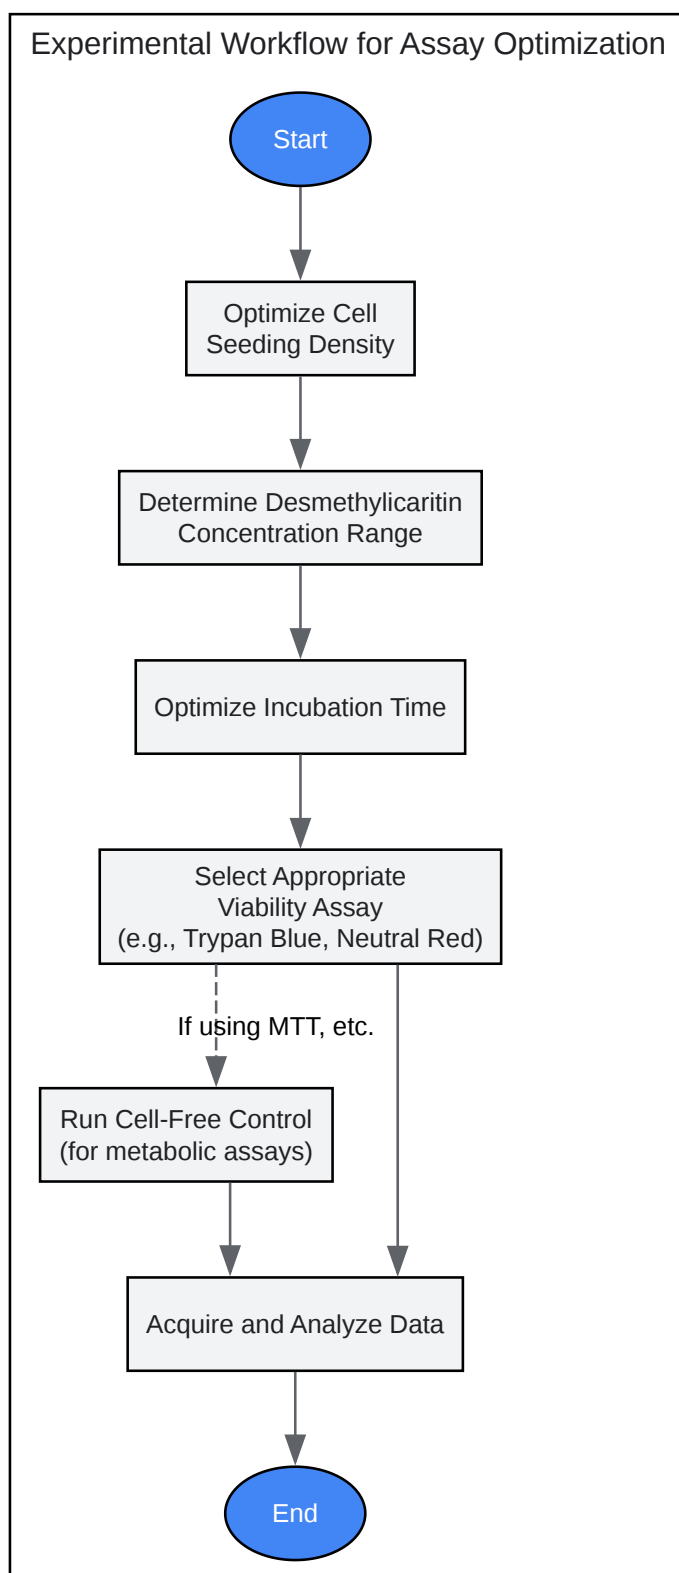 Experimental Workflow for Assay Optimization
Start
Optimize Cell
Seeding Density
Determine Desmethylicaritin
Concentration Range
Optimize Incubation Time
Select Appropriate
Viability Assay
(e.g., Trypan Blue, Neutral Red)
If using MTT, etc.
Run Cell-Free Control
(for metabolic assays)
Acquire and Analyze Data
End